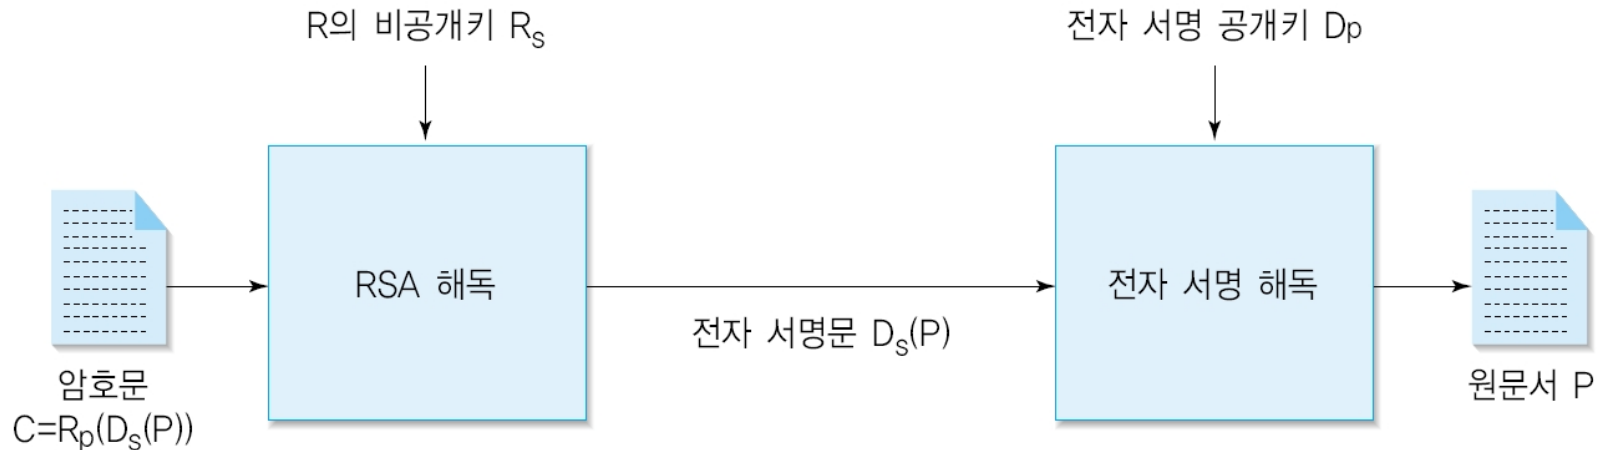 R의 비공개키 Rs
전자 서명 공개키 Dp
RSA 해독
전자 서명 해독
전자 서명문 Ds(P)
암호문
C=Rp(Ds(P))
원문서 P